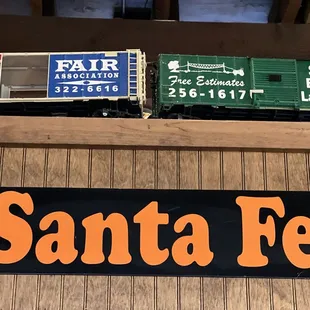 FAIR
ASSOCIATION
322-6616
Free Estimates
256-1617
Santa Fe